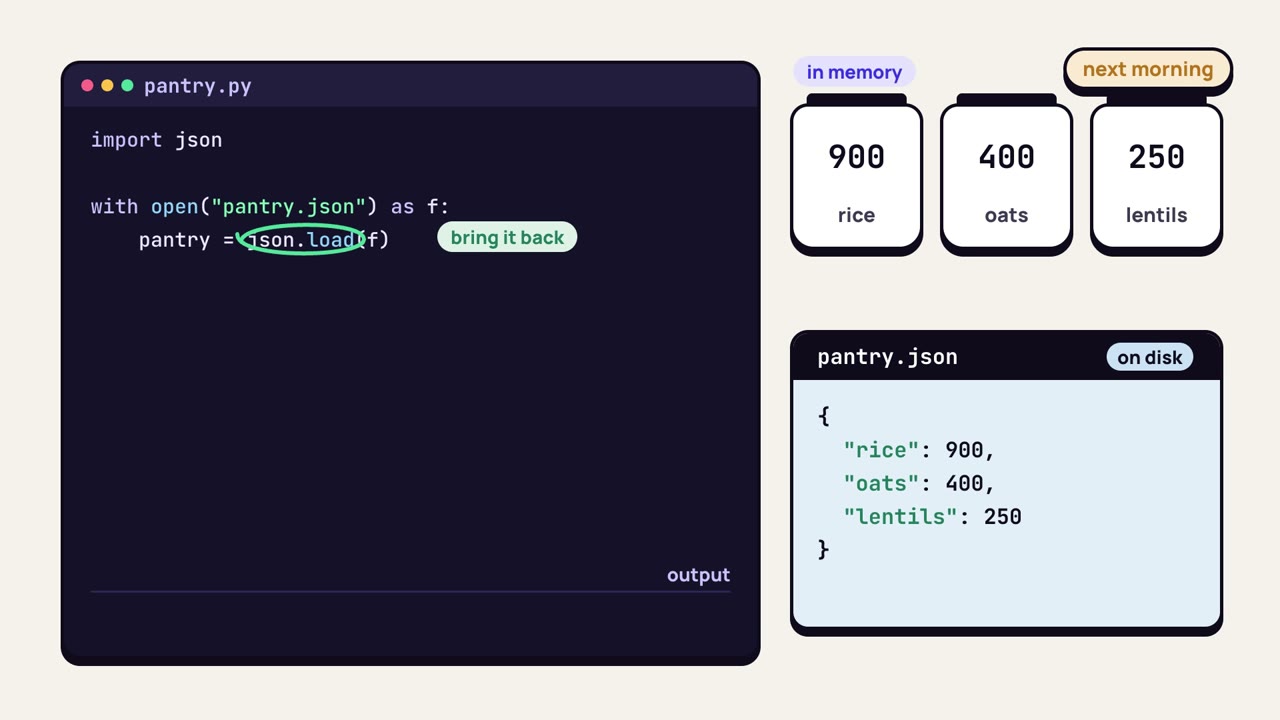 pantry.py
import json
with open("pantry.json") as f:
    pantry = json.load(f)
bring it back
output
in memory
next morning
900
rice
400
oats
250
lentils
pantry.json
on disk
{
  "rice": 900,
  "oats": 400,
  "lentils": 250
}